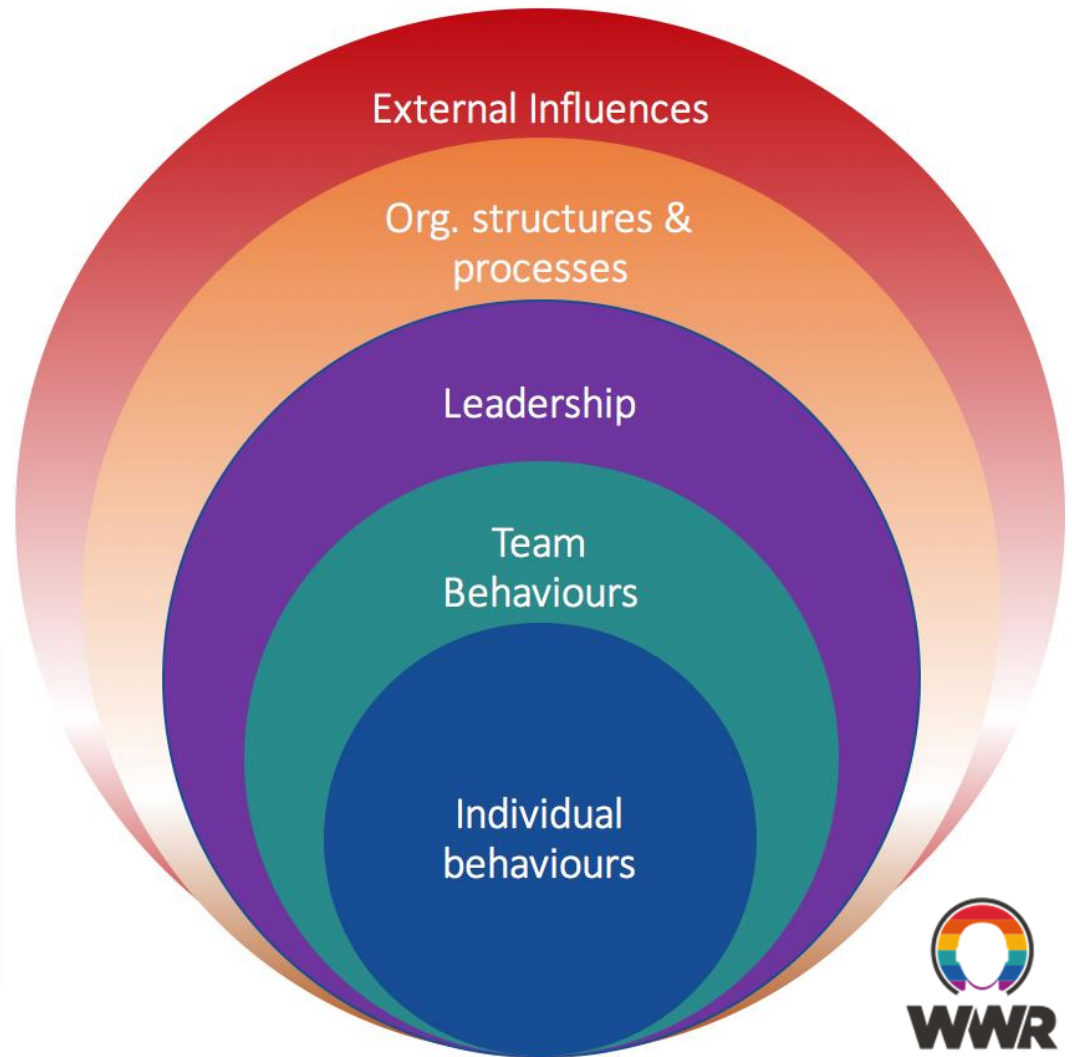 External Influences
Org. structures &
processes
Leadership
Team
Behaviours
Individual
behaviours
WWR